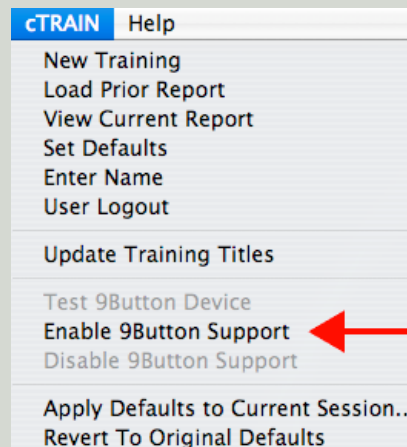 cTRAIN Help
New Training
Load Prior Report
View Current Report
Set Defaults
Enter Name
User Logout
Update Training Titles
Test 9Button Device
Enable 9Button Support
Disable 9Button Support
Apply Defaults to Current Session..
Revert To Original Defaults